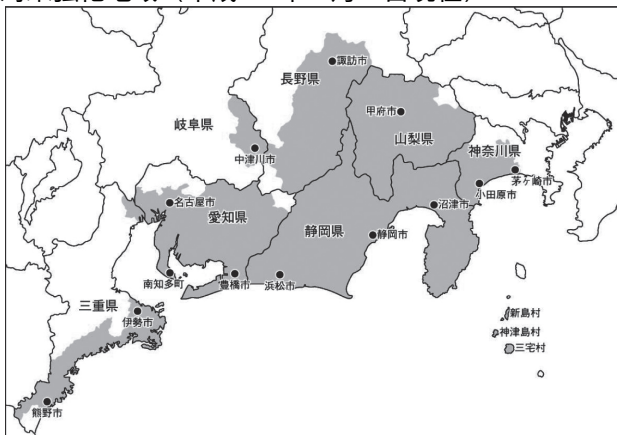 長野県
諏訪市
岐阜県
甲府市
山梨県
神奈川県
中津川市
茅ヶ崎市
小田原市
名古屋市
愛知県
静岡県
沼津市
静岡市
南知多町
豊橋市
浜松市
三重県
伊勢市
新島村
神津島村
三宅村
熊野市